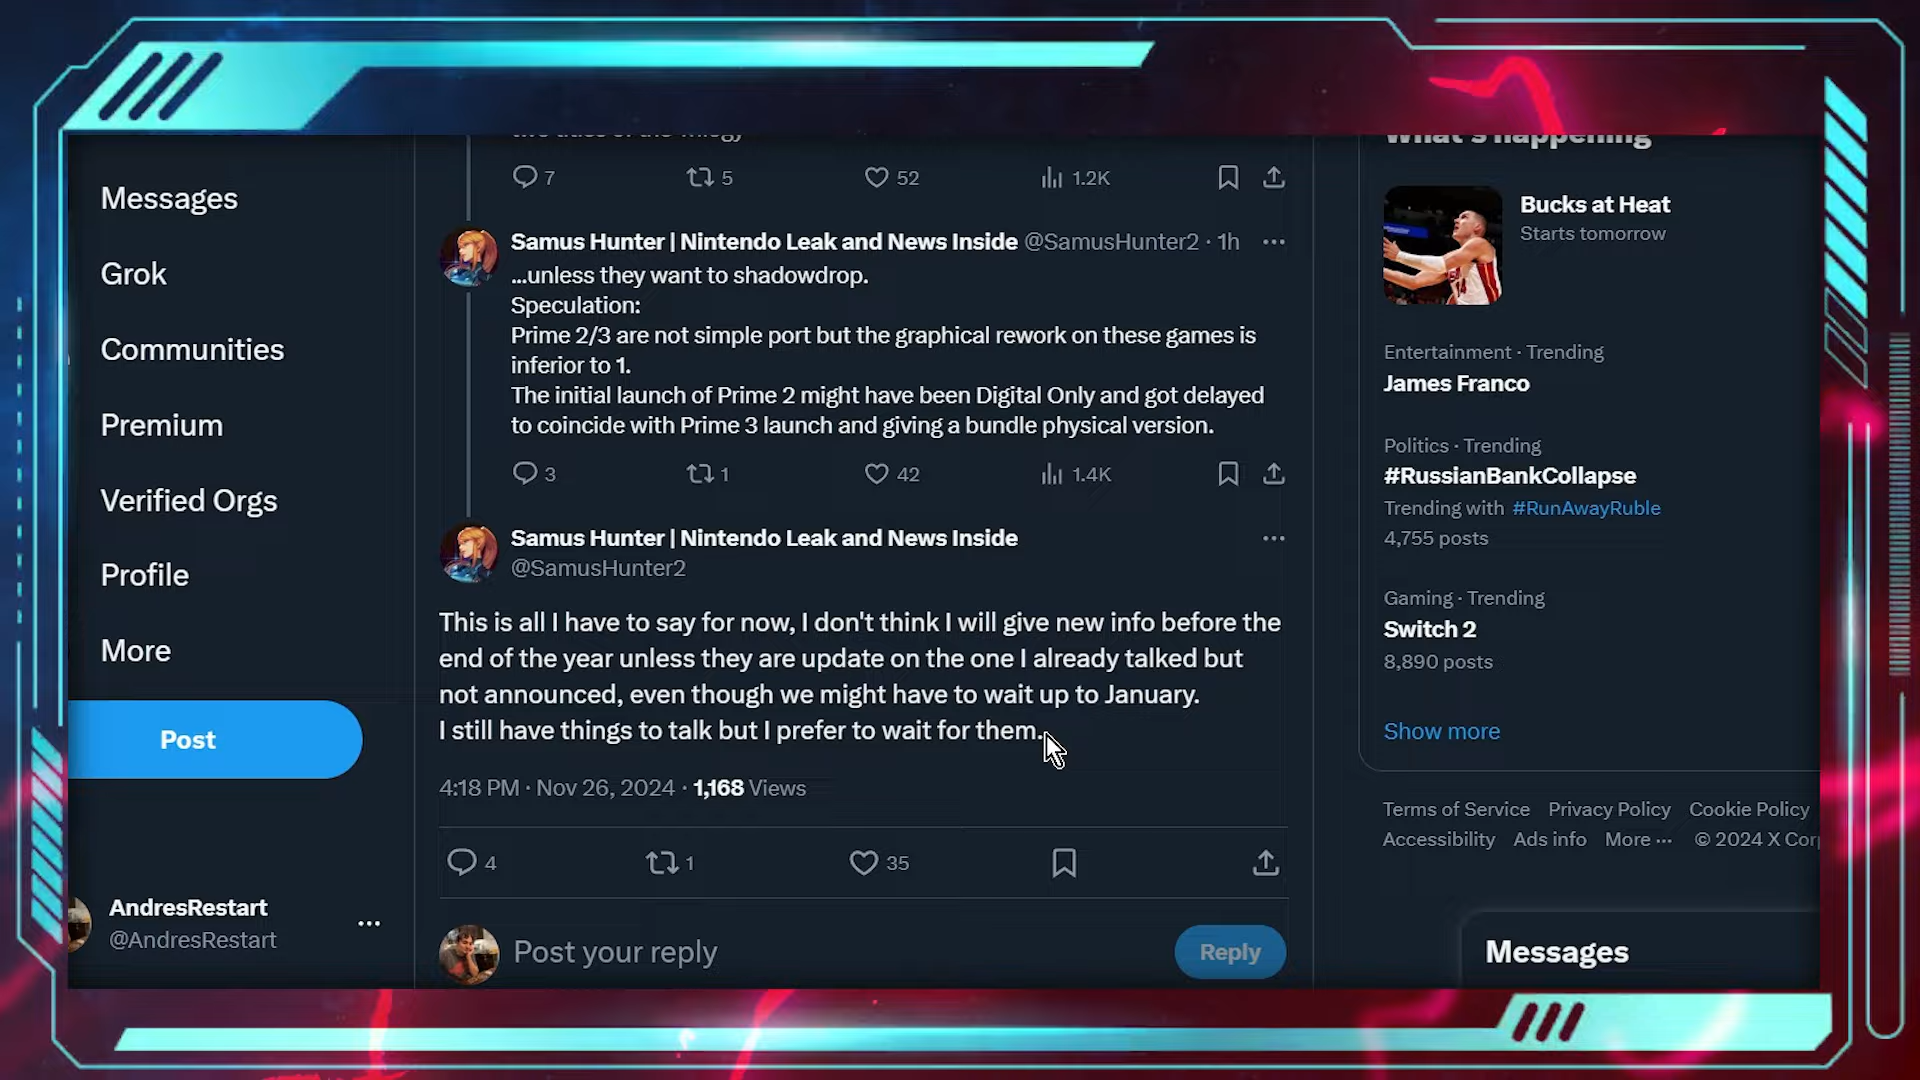 What's happening
7 5 52 1.2K
Samus Hunter | Nintendo Leak and News Inside @SamusHunter2 · 1h ···
...unless they want to shadowdrop.
Speculation:
Prime 2/3 are not simple port but the graphical rework on these games is
inferior to 1.
The initial launch of Prime 2 might have been Digital Only and got delayed
to coincide with Prime 3 launch and giving a bundle physical version.
3 1 42 1.4K
Samus Hunter | Nintendo Leak and News Inside ···
@SamusHunter2
This is all I have to say for now, I don't think I will give new info before the
end of the year unless they are update on the one I already talked but
not announced, even though we might have to wait up to January.
I still have things to talk but I prefer to wait for them.
4:18 PM · Nov 26, 2024 · 1,168 Views
4 1 35
Post your reply
Reply
Messages
Grok
Communities
Premium
Verified Orgs
Profile
More
Post
AndresRestart
@AndresRestart
···
Bucks at Heat
Starts tomorrow
Entertainment · Trending
James Franco
Politics · Trending
#RussianBankCollapse
Trending with #RunAwayRuble
4,755 posts
Gaming · Trending
Switch 2
8,890 posts
Show more
Terms of Service Privacy Policy Cookie Policy
Accessibility Ads info More ··· © 2024 X Corp
Messages